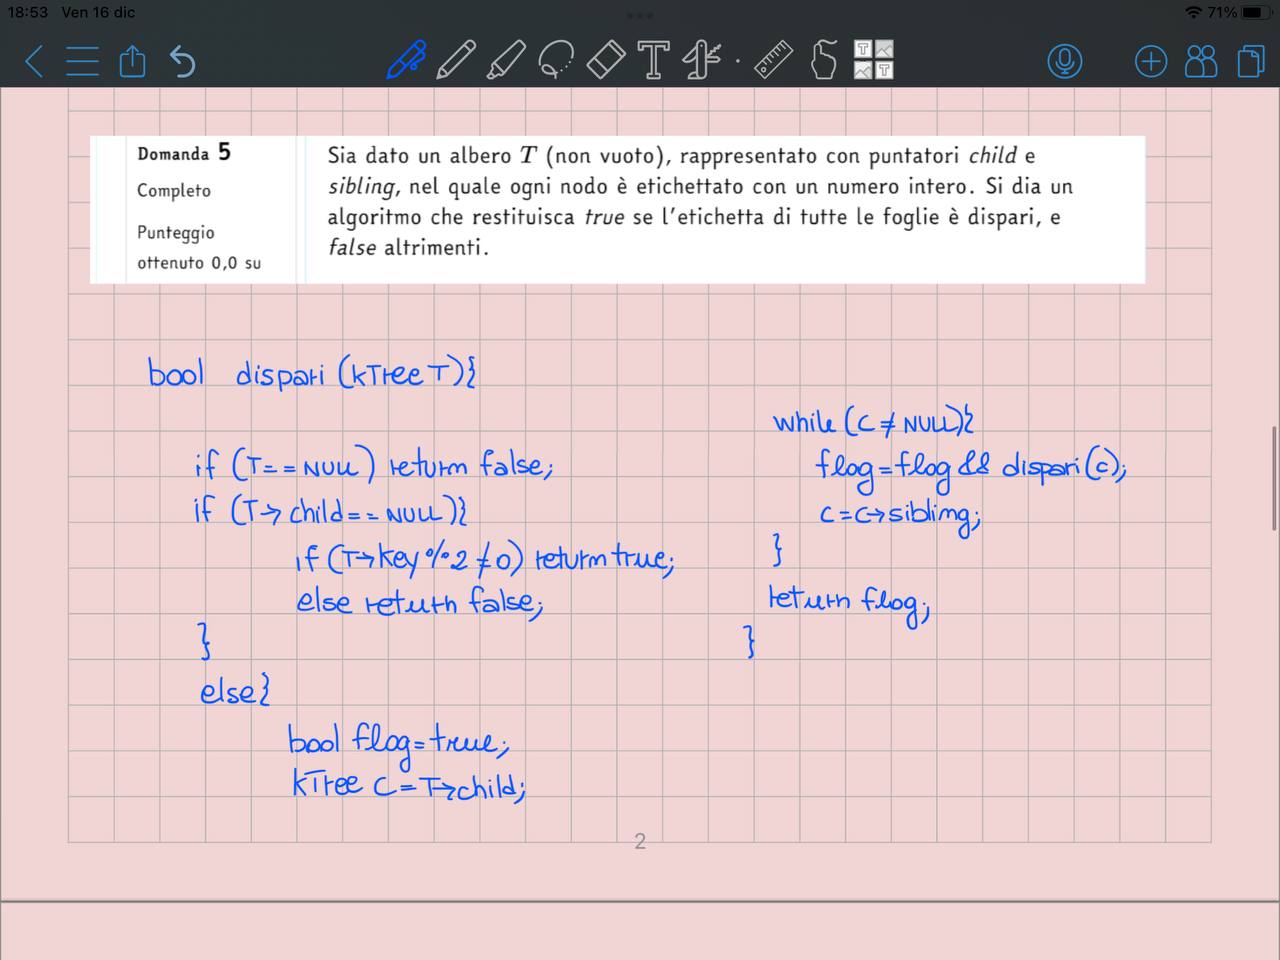 18:53 Ven 16 dic
71%
Domanda 5
Completo
Punteggio
ottenuto 0,0 su
Sia dato un albero T (non vuoto), rappresentato con puntatori child e
sibling, nel quale ogni nodo è etichettato con un numero intero. Si dia un
algoritmo che restituisca true se l'etichetta di tutte le foglie è dispari, e
false altrimenti.
bool dispari (kTree T){
if (T==NULL) return false;
if (T→child==NULL){
if (T→key%2≠0) return true;
else return false;
}
else{
bool flag=true;
kTree C=T→child;
while (C≠NULL){
flag=flag && dispari(c);
c=c→sibling;
}
return flag;
}
2